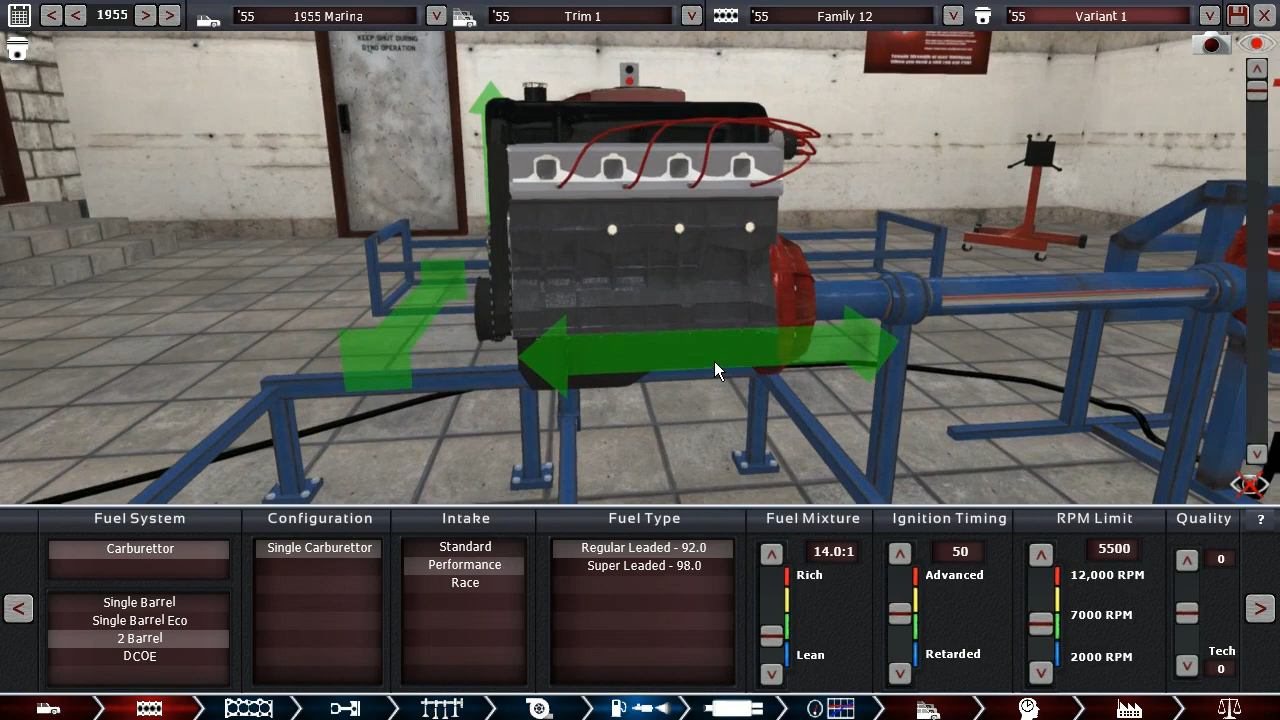 1955
'55
1955 Marina
'55
Trim 1
'55
Family 12
'55
Variant 1
KEEP SHUT DURING
DYNO OPERATION
Fuel System
Configuration
Intake
Fuel Type
Fuel Mixture
Ignition Timing
RPM Limit
Quality
?
Carburettor
Single Barrel
Single Barrel Eco
2 Barrel
DCOE
Single Carburettor
Standard
Performance
Race
Regular Leaded - 92.0
Super Leaded - 98.0
14.0:1
Rich
Lean
50
Advanced
Retarded
5500
12,000 RPM
7000 RPM
2000 RPM
0
Tech
0